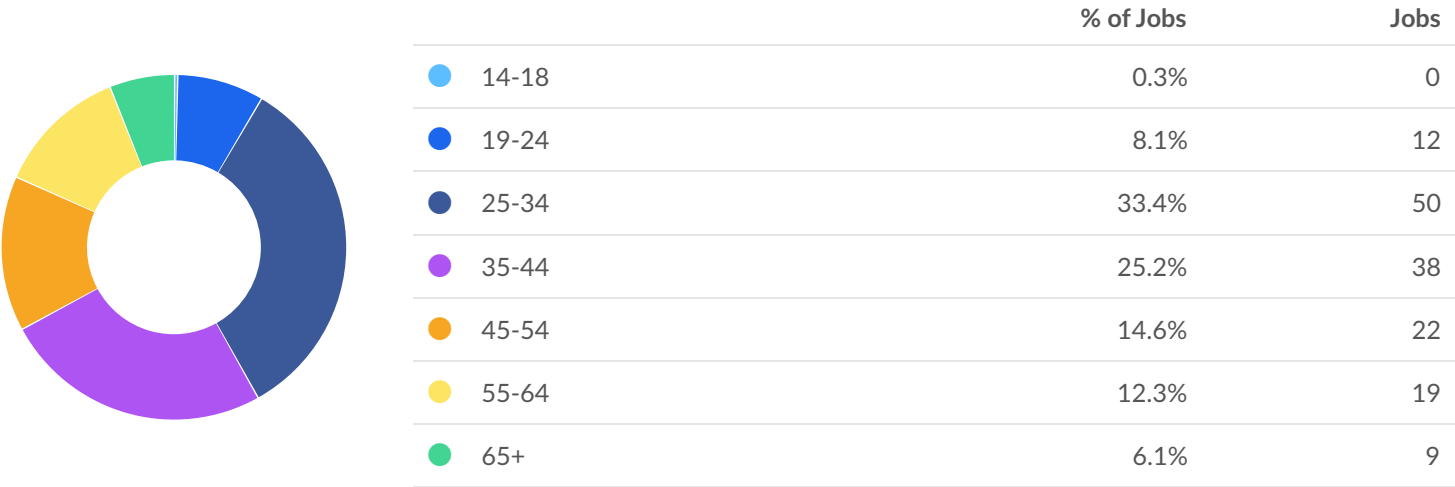 % of Jobs Jobs
14-18 0.3% 0
19-24 8.1% 12
25-34 33.4% 50
35-44 25.2% 38
45-54 14.6% 22
55-64 12.3% 19
65+ 6.1% 9